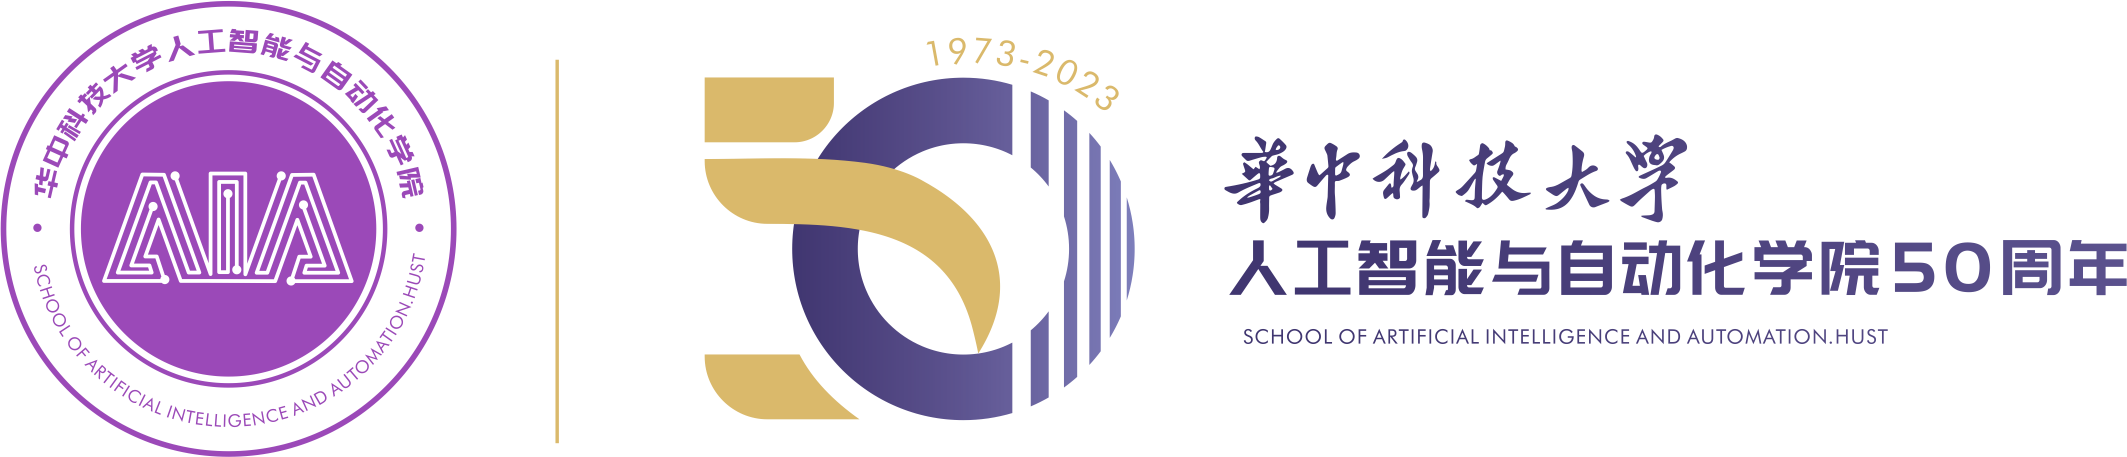 华中科技大学人工智能与自动化学院
AIA
SCHOOL OF ARTIFICIAL INTELLIGENCE AND AUTOMATION.HUST
1973-2023
50
華中科技大学
人工智能与自动化学院50周年
SCHOOL OF ARTIFICIAL INTELLIGENCE AND AUTOMATION.HUST